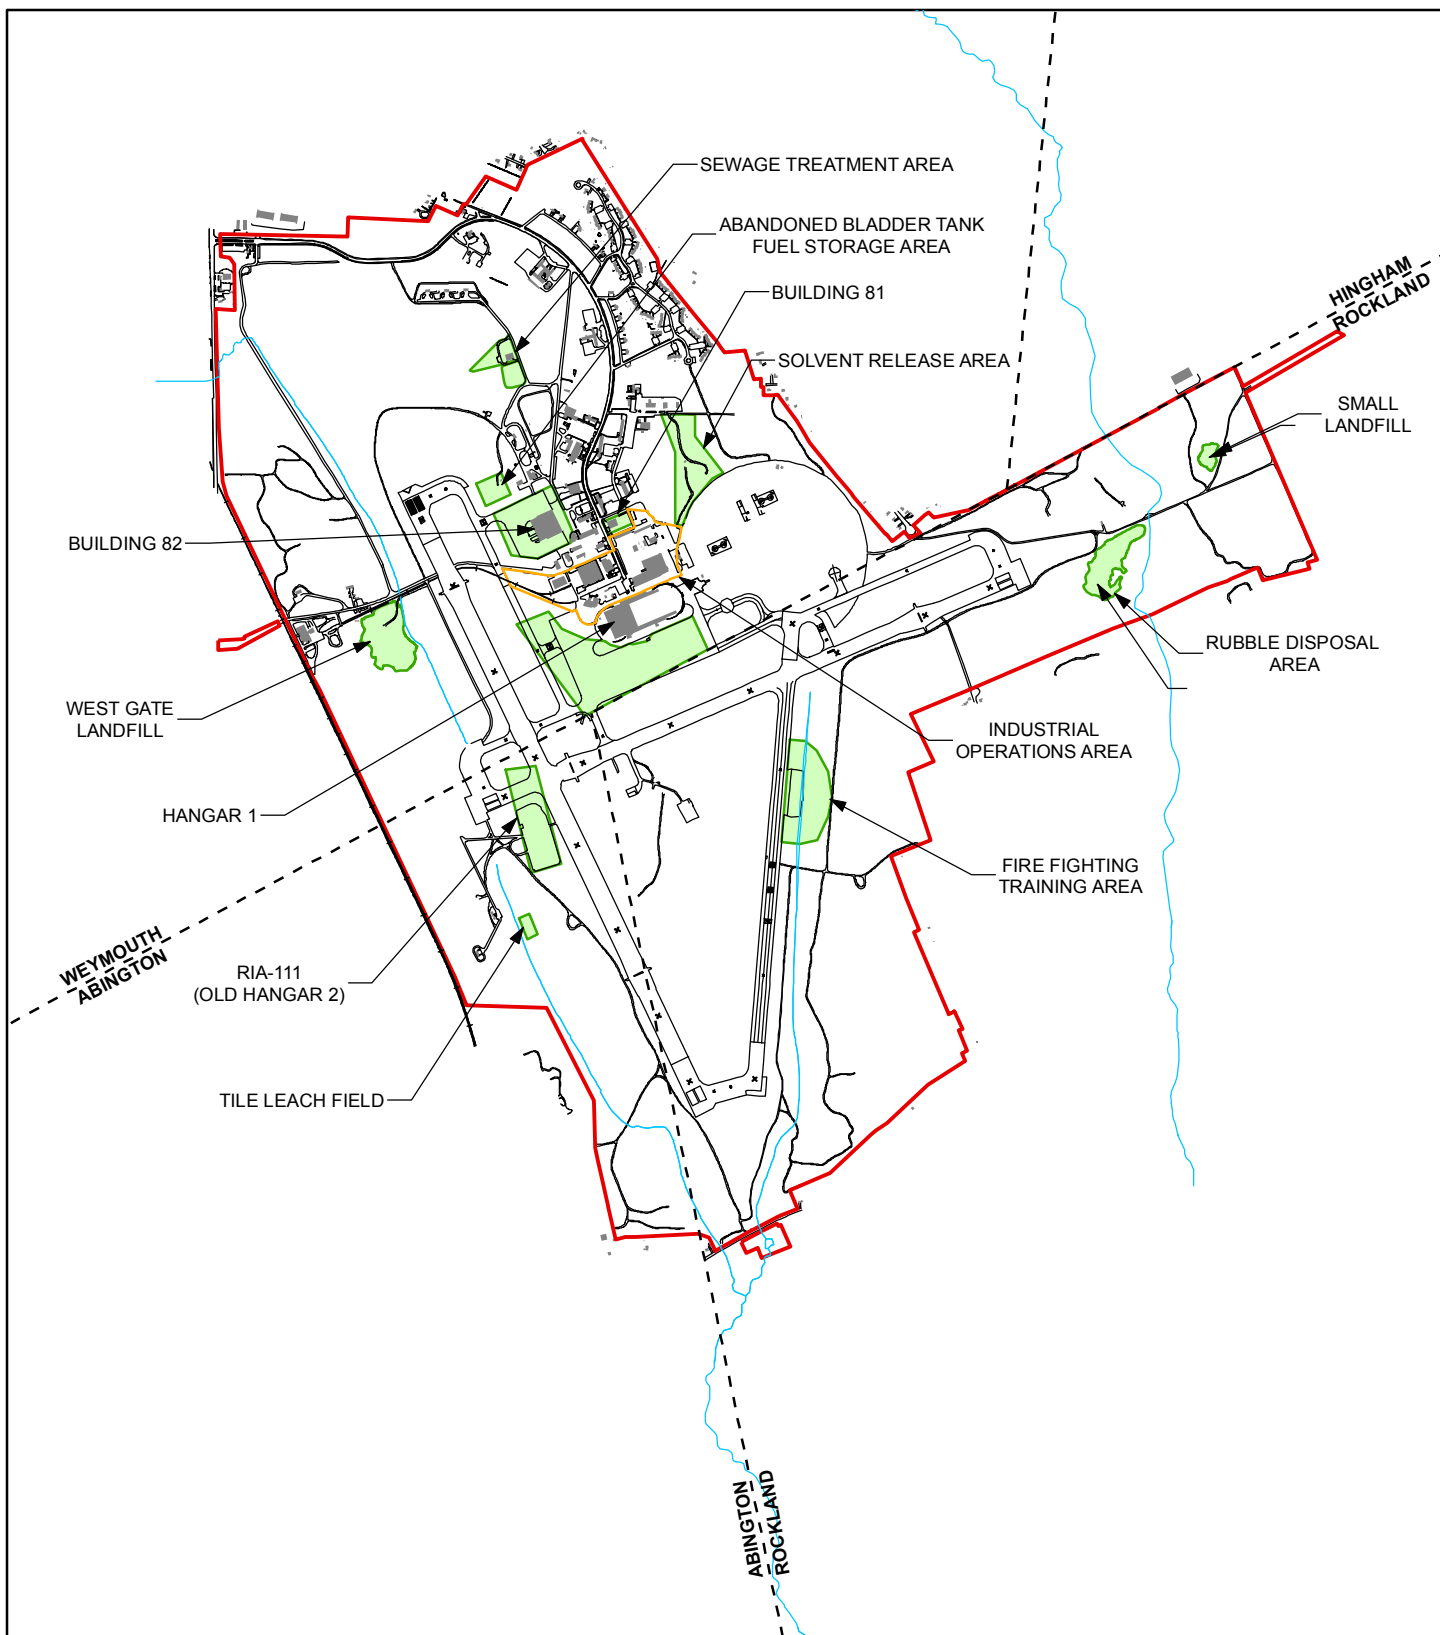 SEWAGE TREATMENT AREA
ABANDONED BLADDER TANK
FUEL STORAGE AREA
BUILDING 81
HINGHAM
ROCKLAND
SOLVENT RELEASE AREA
SMALL
LANDFILL
BUILDING 82
RUBBLE DISPOSAL
AREA
WEST GATE
LANDFILL
INDUSTRIAL
OPERATIONS AREA
HANGAR 1
FIRE FIGHTING
TRAINING AREA
WEYMOUTH
ABINGTON
RIA-111
(OLD HANGAR 2)
TILE LEACH FIELD
ABINGTON
ROCKLAND